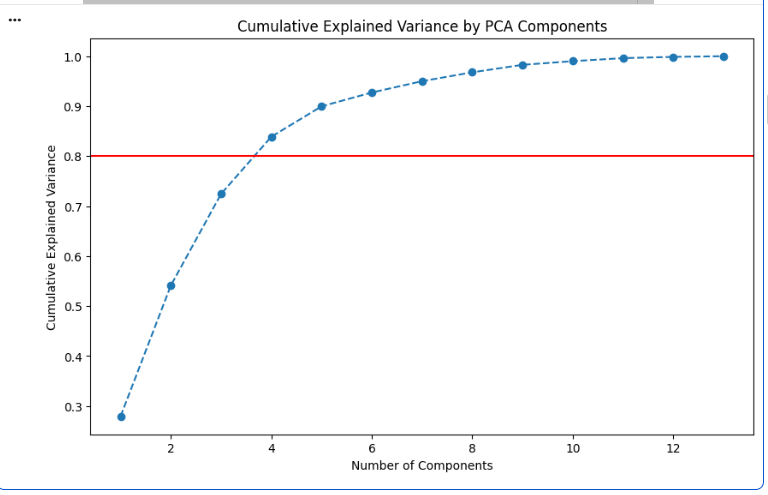 Cumulative Explained Variance by PCA Components
1.0
0.9
0.8
0.7
0.6
0.5
0.4
0.3
Cumulative Explained Variance
2 4 6 8 10 12
Number of Components